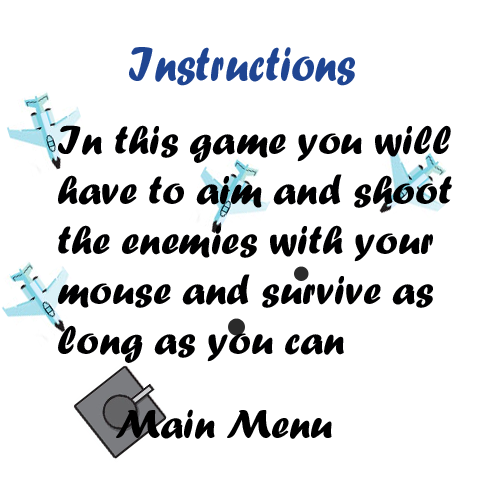 Instructions
In this game you will
have to aim and shoot
the enemies with your
mouse and survive as
long as you can
Main Menu